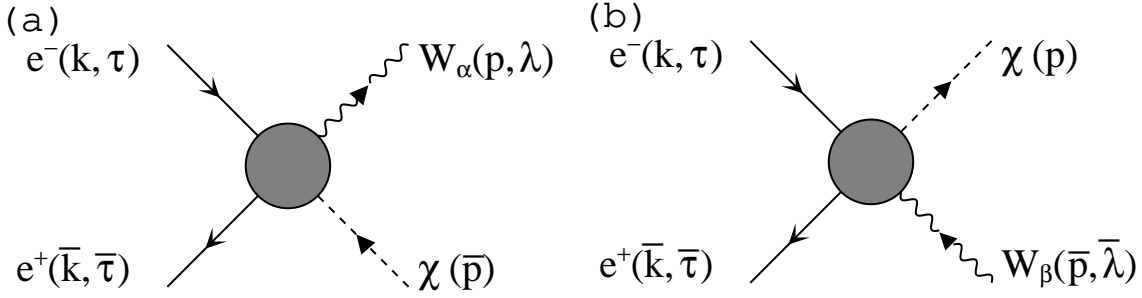 (a)
e⁻(k, τ)
W_α(p, λ)
e⁺(k̅, τ̅)
χ (p̅)
(b)
e⁻(k, τ)
χ (p)
e⁺(k̅, τ̅)
W_β(p̅, λ̅)